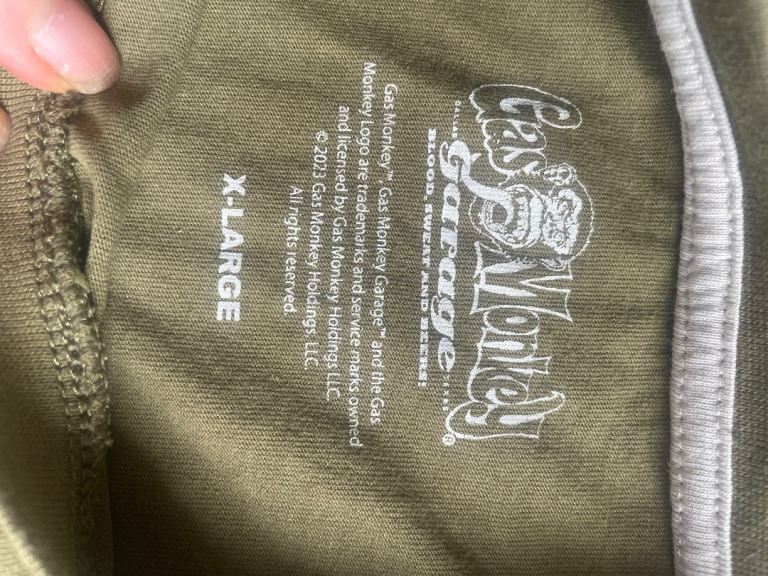 Gas Monkey
DALLAS Garage TEXAS ®
BLOOD, SWEAT AND BEERS!
Gas Monkey™, Gas Monkey Garage™ and the Gas
Monkey Logo are trademarks and service marks owned
and licensed by Gas Monkey Holdings LLC.
© 2023 Gas Monkey Holdings LLC.
All rights reserved.
X-LARGE